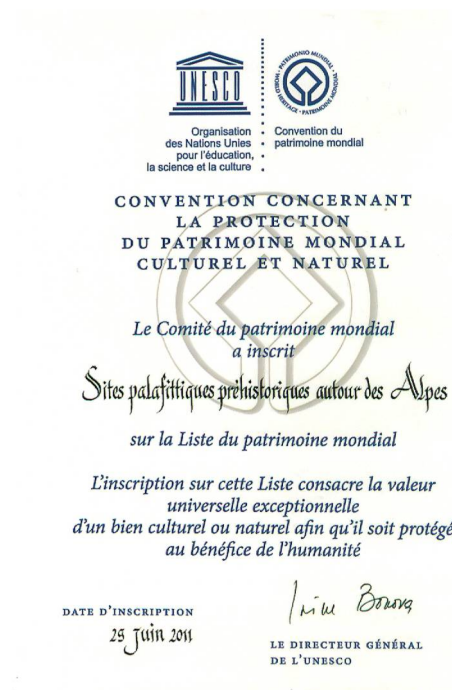 UNESCO
PATRIMONIO MUNDIAL • WORLD HERITAGE • PATRIMOINE MONDIAL
Organisation
des Nations Unies
pour l'éducation,
la science et la culture
Convention du
patrimoine mondial
CONVENTION CONCERNANT
LA PROTECTION
DU PATRIMOINE MONDIAL
CULTUREL ET NATUREL
Le Comité du patrimoine mondial
a inscrit
Sites palafittiques préhistoriques autour des Alpes
sur la Liste du patrimoine mondial
L'inscription sur cette Liste consacre la valeur
universelle exceptionnelle
d'un bien culturel ou naturel afin qu'il soit protégé
au bénéfice de l'humanité
DATE D'INSCRIPTION
25 Juin 2011
Irina Bokova
LE DIRECTEUR GÉNÉRAL
DE L'UNESCO